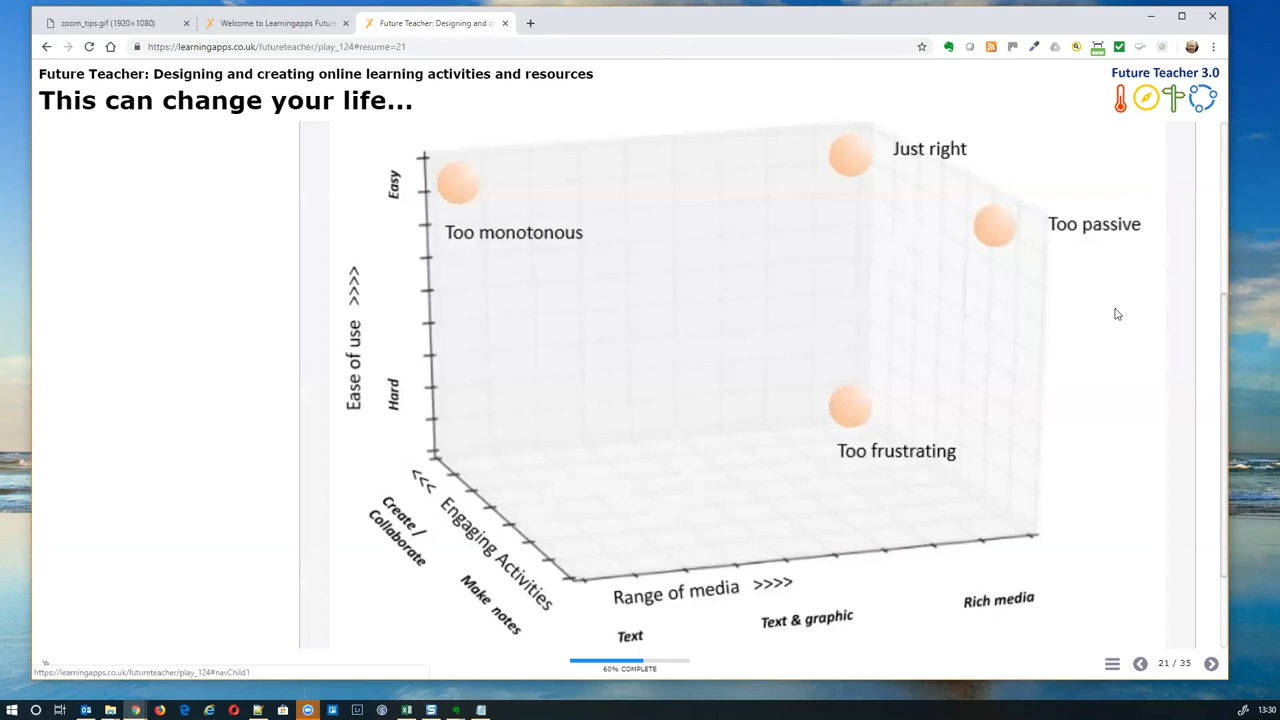 zoom_tips.gif (1920×1080)
Welcome to Learningapps Futur
Future Teacher: Designing and c
https://learningapps.co.uk/futureteacher/play_124#resume=21
Future Teacher: Designing and creating online learning activities and resources
This can change your life...
Future Teacher 3.0
Just right
Easy
Too monotonous
Too passive
Ease of use >>>>
Hard
Too frustrating
<<< Engaging Activities
Create /
Collaborate
Make notes
Range of media >>>>
Text
Text & graphic
Rich media
https://learningapps.co.uk/futureteacher/play_124#navChild1
60% COMPLETE
21 / 35
13:30